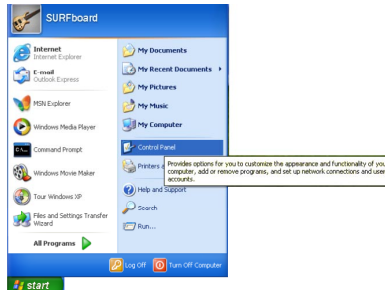 SURFboard
Internet
Internet Explorer
E-mail
Outlook Express
MSN Explorer
Windows Media Player
Command Prompt
Windows Movie Maker
Tour Windows XP
Files and Settings Transfer
Wizard
All Programs
My Documents
My Recent Documents
My Pictures
My Music
My Computer
Control Panel
Printers a
Provides options for you to customize the appearance and functionality of you
computer, add or remove programs, and set up network connections and user
accounts.
Help and Support
Search
Run...
Log Off
Turn Off Computer
start